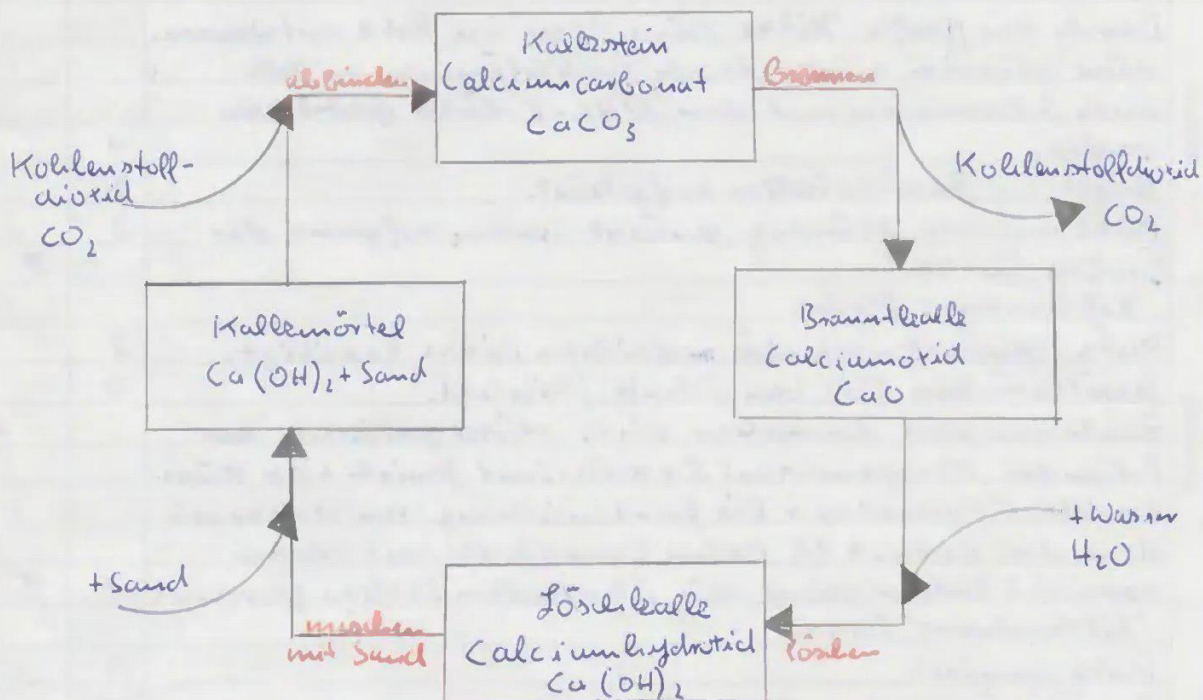 Kalkstein
Calciumcarbonat
CaCO₃
abbinden
Brennen
Kohlenstoff-
dioxid
CO₂
Kohlenstoffdioxid
CO₂
Kalkmörtel
Ca(OH)₂ + Sand
Branntkalk
Calciumoxid
CaO
+ Sand
+ Wasser
H₂O
mischen
mit Sand
Löschkalk
Calciumhydroxid
Ca(OH)₂
löschen